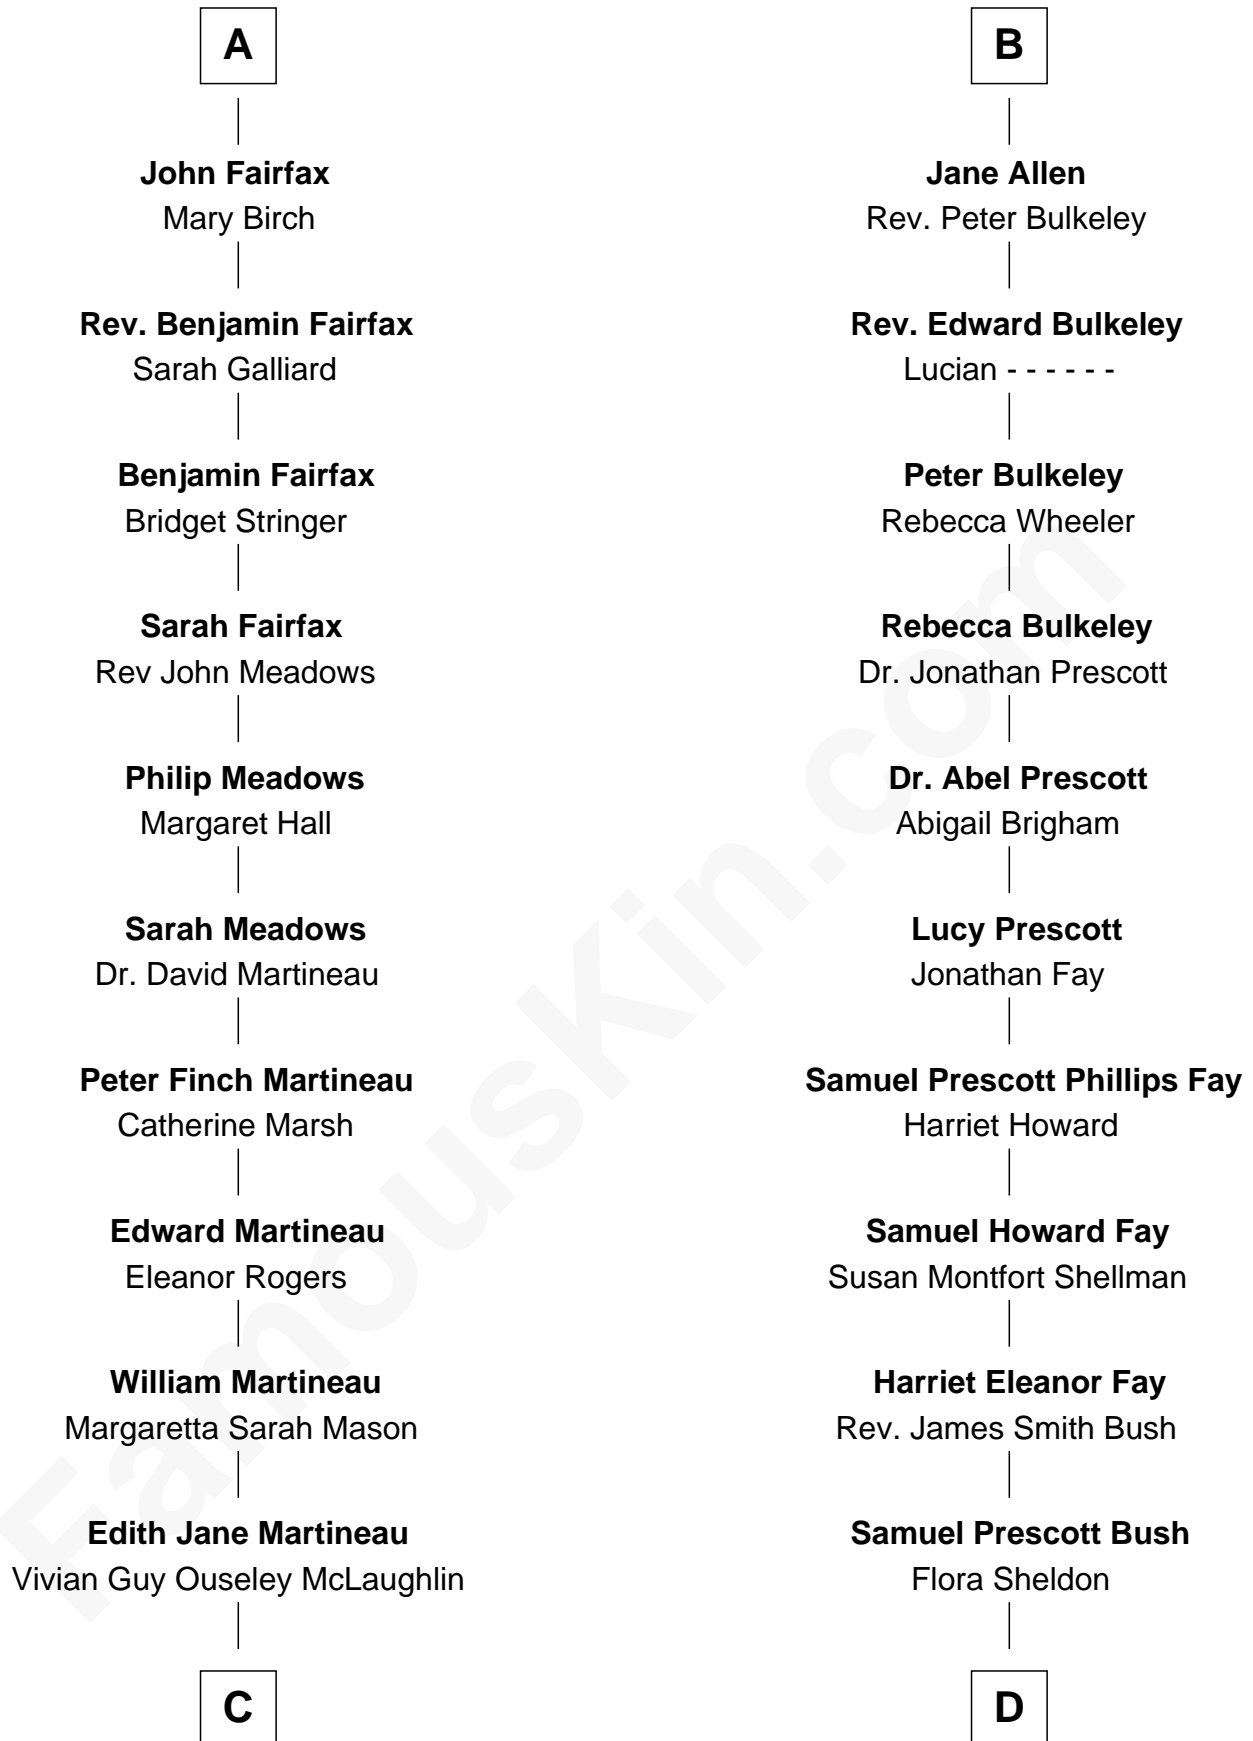 A
John Fairfax
Mary Birch
Rev. Benjamin Fairfax
Sarah Galliard
Benjamin Fairfax
Bridget Stringer
Sarah Fairfax
Rev John Meadows
Philip Meadows
Margaret Hall
Sarah Meadows
Dr. David Martineau
Peter Finch Martineau
Catherine Marsh
Edward Martineau
Eleanor Rogers
William Martineau
Margaretta Sarah Mason
Edith Jane Martineau
Vivian Guy Ouseley McLaughlin
C
B
Jane Allen
Rev. Peter Bulkeley
Rev. Edward Bulkeley
Lucian - - - - - -
Peter Bulkeley
Rebecca Wheeler
Rebecca Bulkeley
Dr. Jonathan Prescott
Dr. Abel Prescott
Abigail Brigham
Lucy Prescott
Jonathan Fay
Samuel Prescott Phillips Fay
Harriet Howard
Samuel Howard Fay
Susan Montfort Shellman
Harriet Eleanor Fay
Rev. James Smith Bush
Samuel Prescott Bush
Flora Sheldon
D
FamousKin.com